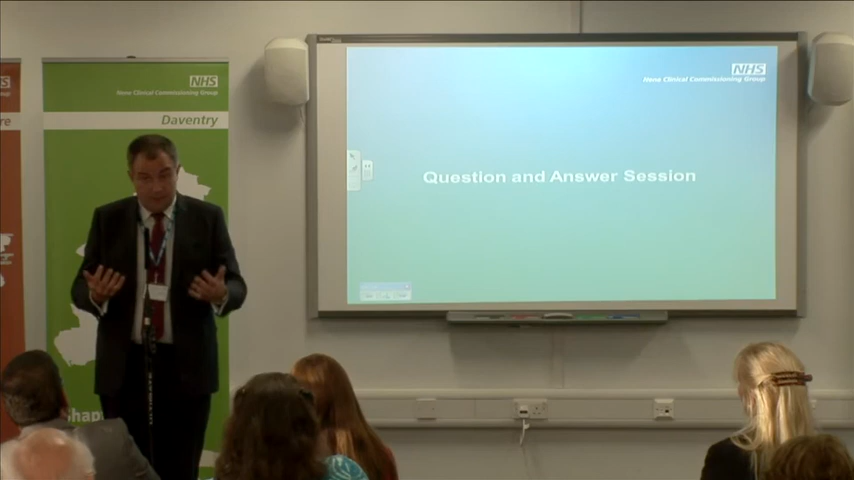 NHS
Nene Clinical Commissioning Group
Daventry
NHS
Nene Clinical Commissioning Group
Question and Answer Session